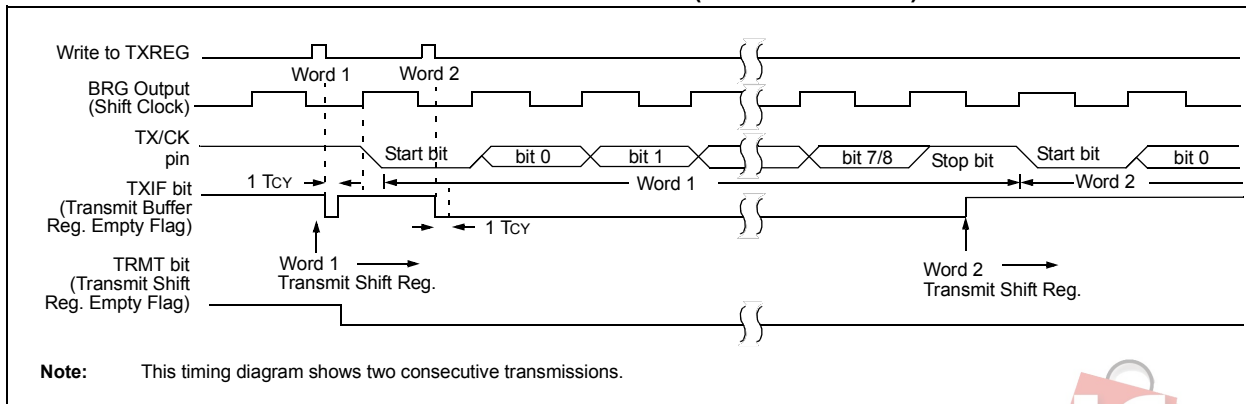 Write to TXREG
Word 1
Word 2
BRG Output
(Shift Clock)
TX/CK
pin
Start bit
bit 0
bit 1
bit 7/8
Stop bit
Start bit
bit 0
1 TCY
Word 1
Word 2
TXIF bit
(Transmit Buffer
Reg. Empty Flag)
1 TCY
Word 1
Transmit Shift Reg.
Word 2
Transmit Shift Reg.
TRMT bit
(Transmit Shift
Reg. Empty Flag)
Note: This timing diagram shows two consecutive transmissions.